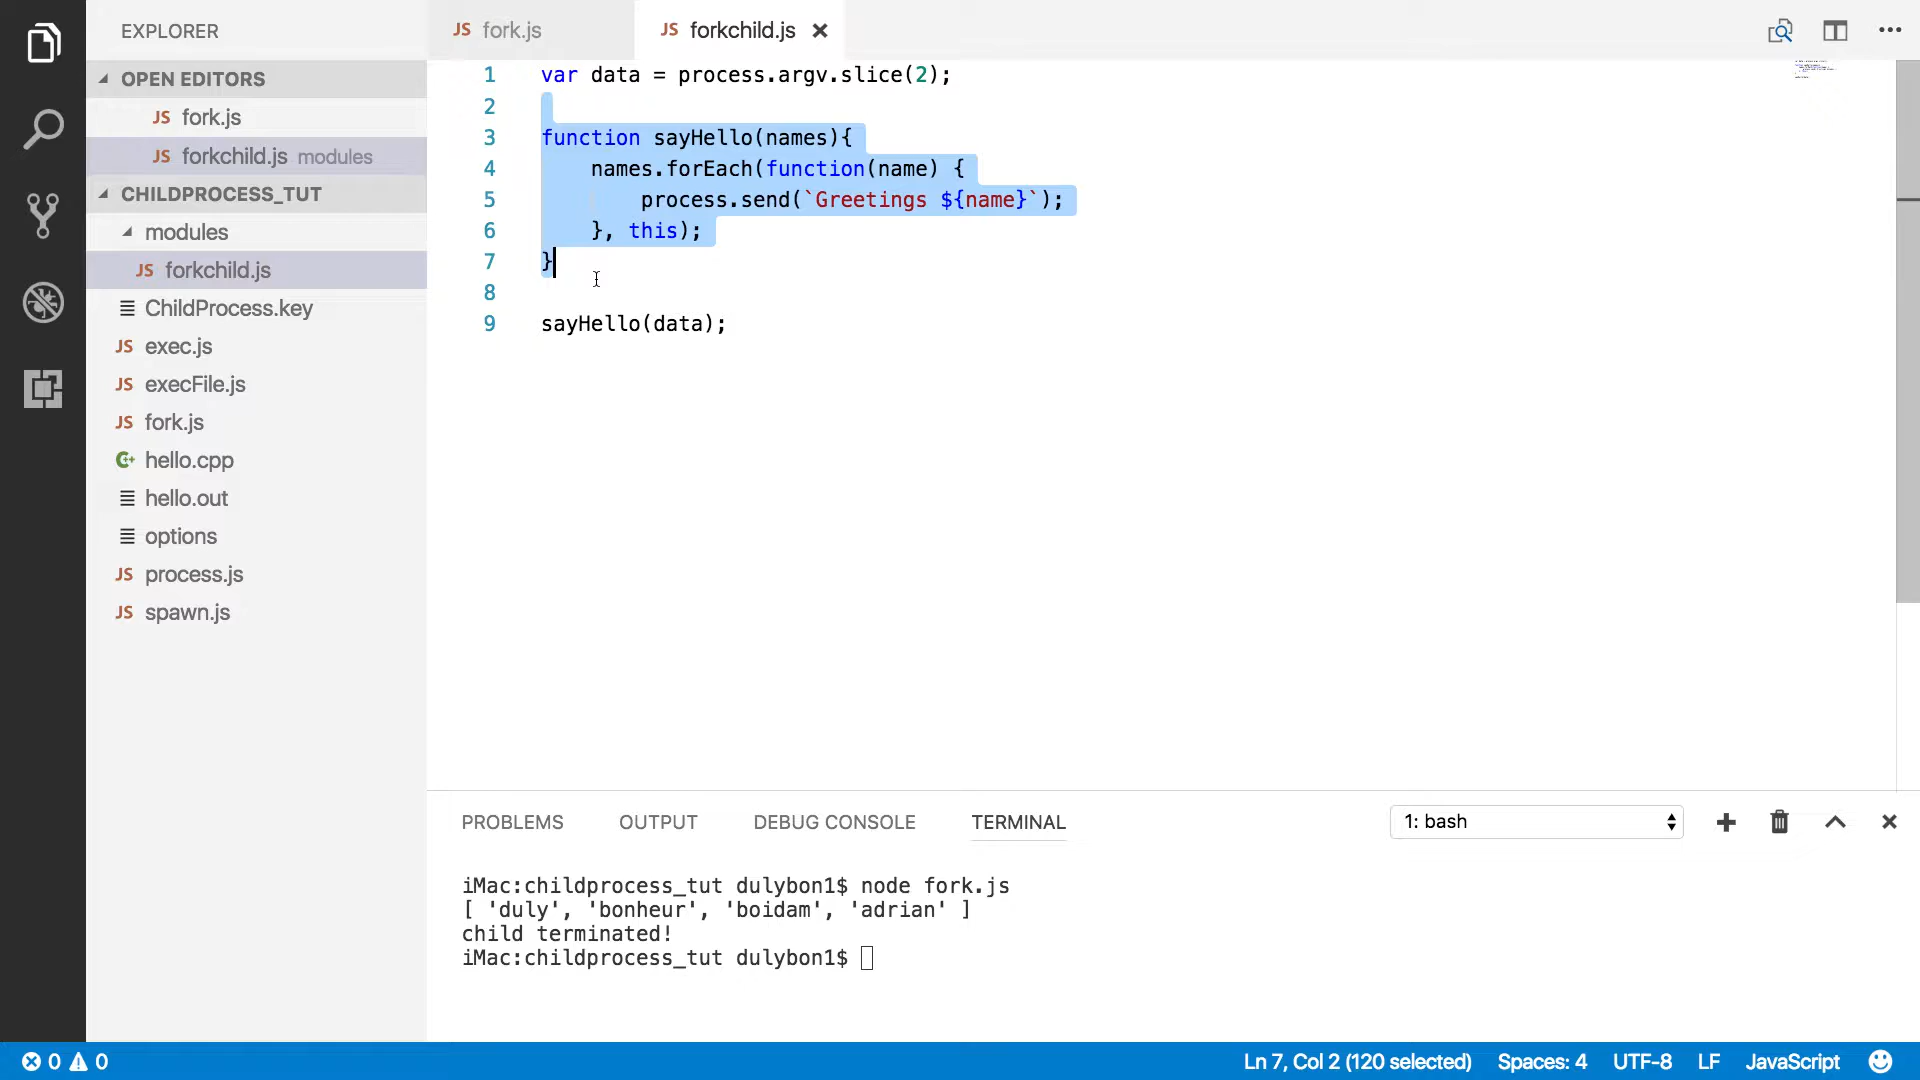 EXPLORER
OPEN EDITORS
JS fork.js
JS forkchild.js modules
CHILDPROCESS_TUT
modules
JS forkchild.js
ChildProcess.key
JS exec.js
JS execFile.js
JS fork.js
hello.cpp
hello.out
options
JS process.js
JS spawn.js
JS fork.js JS forkchild.js
1 var data = process.argv.slice(2);
2
3 function sayHello(names){
4 names.forEach(function(name) {
5 process.send(`Greetings ${name}`);
6 }, this);
7 }
8
9 sayHello(data);
PROBLEMS OUTPUT DEBUG CONSOLE TERMINAL 1: bash
iMac:childprocess_tut dulybon1$ node fork.js
[ 'duly', 'bonheur', 'boidam', 'adrian' ]
child terminated!
iMac:childprocess_tut dulybon1$
0 0 Ln 7, Col 2 (120 selected) Spaces: 4 UTF-8 LF JavaScript